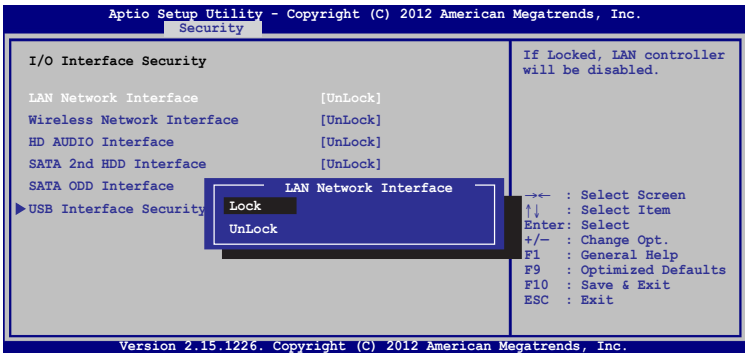 Aptio Setup Utility - Copyright (C) 2012 American Megatrends, Inc.
Security
I/O Interface Security
LAN Network Interface [UnLock]
Wireless Network Interface [UnLock]
HD AUDIO Interface [UnLock]
SATA 2nd HDD Interface [UnLock]
SATA ODD Interface
USB Interface Security
LAN Network Interface
Lock
UnLock
If Locked, LAN controller
will be disabled.
→← : Select Screen
↑↓ : Select Item
Enter: Select
+/— : Change Opt.
F1 : General Help
F9 : Optimized Defaults
F10 : Save & Exit
ESC : Exit
Version 2.15.1226. Copyright (C) 2012 American Megatrends, Inc.